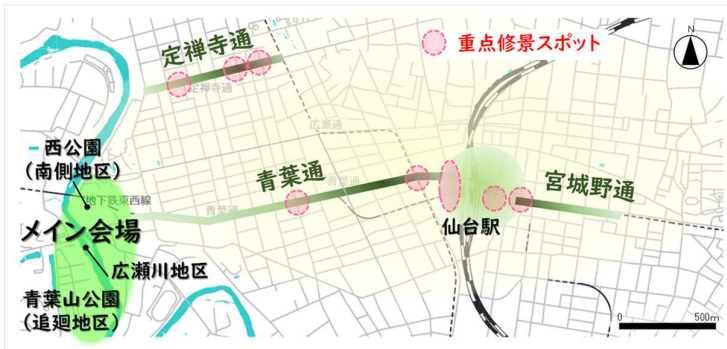 定禅寺通
定禅寺通
重点修景スポット
N
広瀬通
西公園
(南側地区)
青葉通
青葉通
宮城野通
地下鉄東西線
青葉通
メイン会場
仙台駅
広瀬川地区
青葉山公園
(追廻地区)
0 500m